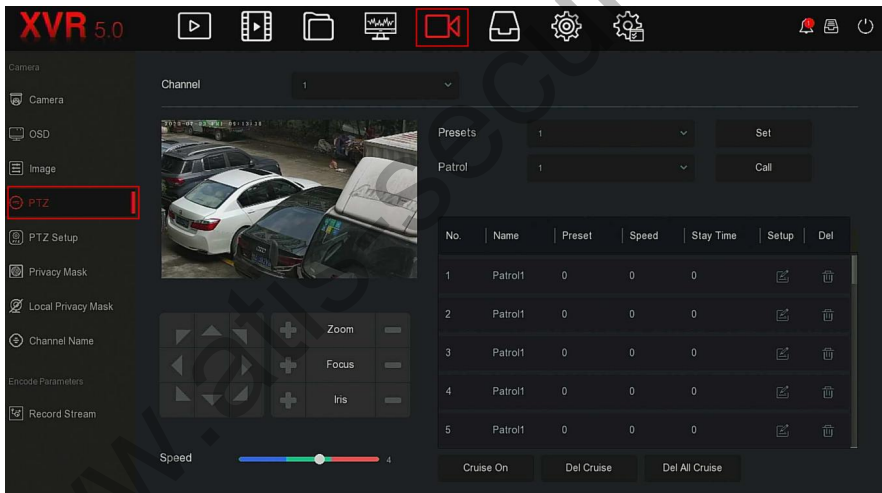 XVR 5.0
Camera
Camera
OSD
Image
PTZ
PTZ Setup
Privacy Mask
Local Privacy Mask
Channel Name
Encode Parameters
Record Stream
Channel 1
Presets 1 Set
Patrol 1 Call
No. Name Preset Speed Stay Time Setup Del
1 Patrol1 0 0 0
2 Patrol1 0 0 0
3 Patrol1 0 0 0
4 Patrol1 0 0 0
5 Patrol1 0 0 0
Zoom
Focus
Iris
Speed 4
Cruise On Del Cruise Del All Cruise